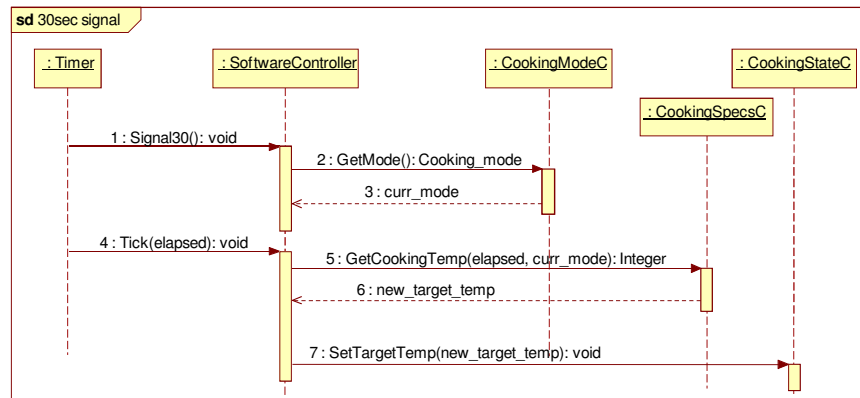 sd 30sec signal
: Timer
: SoftwareController
: CookingModeC
: CookingStateC
: CookingSpecsC
1 : Signal30(): void
2 : GetMode(): Cooking_mode
3 : curr_mode
4 : Tick(elapsed): void
5 : GetCookingTemp(elapsed, curr_mode): Integer
6 : new_target_temp
7 : SetTargetTemp(new_target_temp): void